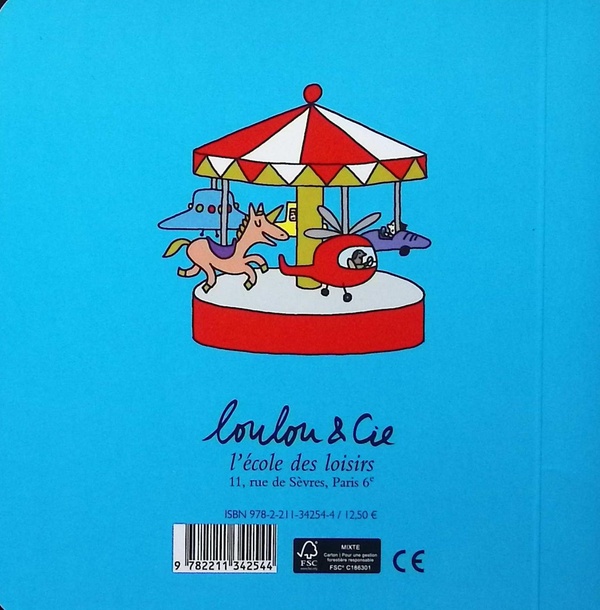 loulou & Cie
l'école des loisirs
11, rue de Sèvres, Paris 6e
ISBN 978-2-211-34254-4 / 12,50 €
9 782211 342544
FSC
MIXTE
Carton | Pour une gestion
forestière responsable
FSC® C166301
CE